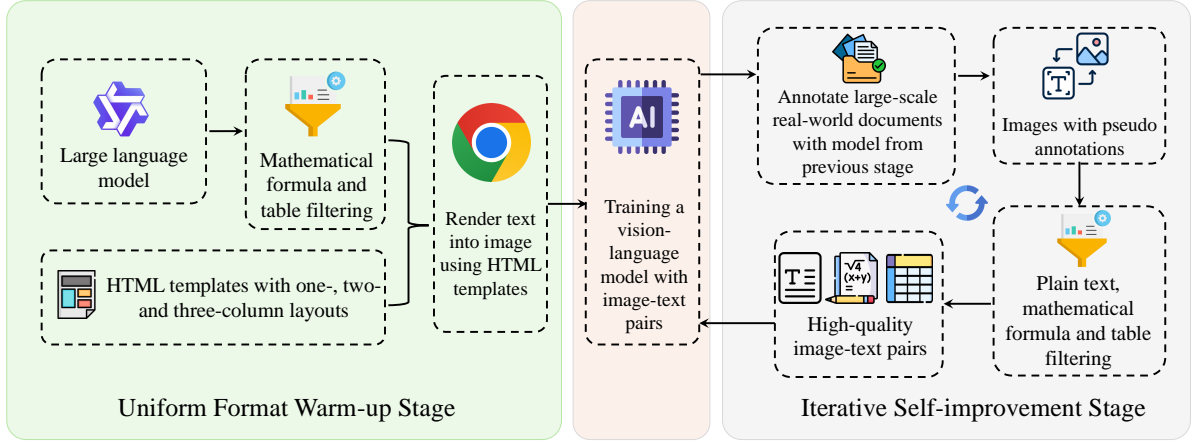 Large language
model
Mathematical
formula and
table filtering
HTML templates with one-, two-
and three-column layouts
Render text
into image
using HTML
templates
Uniform Format Warm-up Stage
AI
Training a
vision-
language
model with
image-text
pairs
Annotate large-scale
real-world documents
with model from
previous stage
T
Images with pseudo
annotations
Plain text,
mathematical
formula and table
filtering
T
√4
(x+y)
High-quality
image-text pairs
Iterative Self-improvement Stage